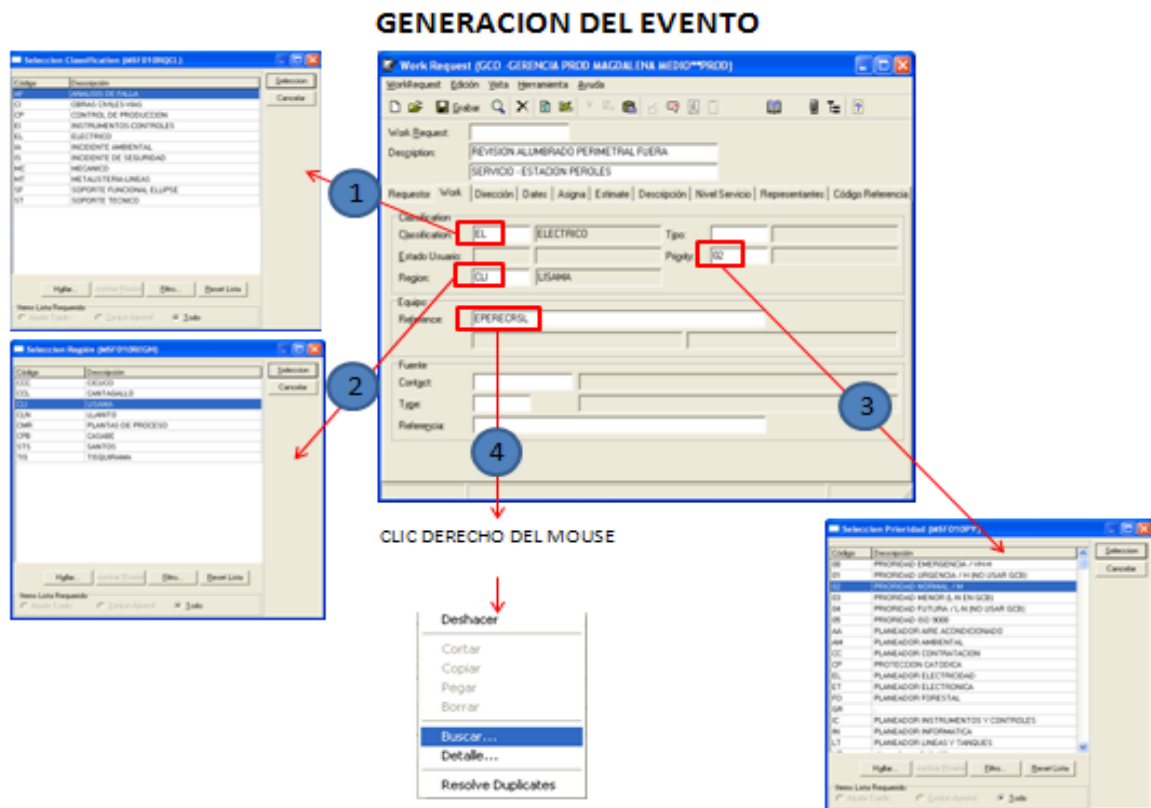 GENERACION DEL EVENTO
Seleccion Classification (MSF010RQCL)
Código Descripción
AF ANALISIS DE FALLA
CI OBRAS CIVILES-VIAS
CP CONTROL DE PRODUCCION
EI INSTRUMENTOS-CONTROLES
EL ELECTRICO
IA INCIDENTE AMBIENTAL
IS INCIDENTE DE SEGURIDAD
MC MECANICO
MT METALISTERIA-LINEAS
SF SOPORTE FUNCIONAL ELLIPSE
ST SOPORTE TECNICO
Seleccion
Cancelar
Hallar... Filtro... Reset Lista
Items Lista Requerido
Todo
1
Work Request (GCO -GERENCIA PROD MAGDALENA MEDIO**PROD)
WorkRequest Edición Vista Herramienta Ayuda
Grabar
Work Request:
Description: REVISION ALUMBRADO PERIMETRAL FUERA
SERVICIO - ESTACION PEROLES
Requestor Work Dirección Dates Asigna Estimate Descripción Nivel Servicio Representantes Código Referencia
Classification
Classification: EL ELECTRICO Tipo:
Estado Usuario: Priority: 02
Region: CLI LISAMA
Equipo
Reference: EPERECRSL
Fuente
Contact:
Type:
Referencia:
Seleccion Región (MSF010REGN)
Código Descripción
CCC CICUCO
CCL CANTAGALLO
CLI LISAMA
CLN LLANITO
CMR PLANTAS DE PROCESO
CPB CASABE
STS SANTOS
TIS TISQUIRAMA
Seleccion
Cancelar
Hallar... Filtro... Reset Lista
Items Lista Requerido
Todo
2
3
4
CLIC DERECHO DEL MOUSE
Deshacer
Cortar
Copiar
Pegar
Borrar
Buscar...
Detalle...
Resolve Duplicates
Seleccion Prioridad (MSF010PY)
Código Descripción
00 PRIORIDAD EMERGENCIA /
01 PRIORIDAD URGENCIA / H (NO USAR GCB)
02 PRIORIDAD NORMAL / M
03 PRIORIDAD MENOR (L N EN GCB)
04 PRIORIDAD FUTURA / L N (NO USAR GCB)
05 PRIORIDAD ISO 9000
AA PLANEADOR AIRE ACONDICIONADO
AM PLANEADOR AMBIENTAL
CC PLANEADOR CONTRATACION
CP PROTECCION CATODICA
EL PLANEADOR ELECTRICIDAD
ET PLANEADOR ELECTRONICA
FO PLANEADOR FORESTAL
GR
IC PLANEADOR INSTRUMENTOS Y CONTROLES
IN PLANEADOR INFORMATICA
LT PLANEADOR LINEAS Y TANQUES
Seleccion
Cancelar
Hallar... Filtro... Reset Lista
Items Lista Requerido
Todo